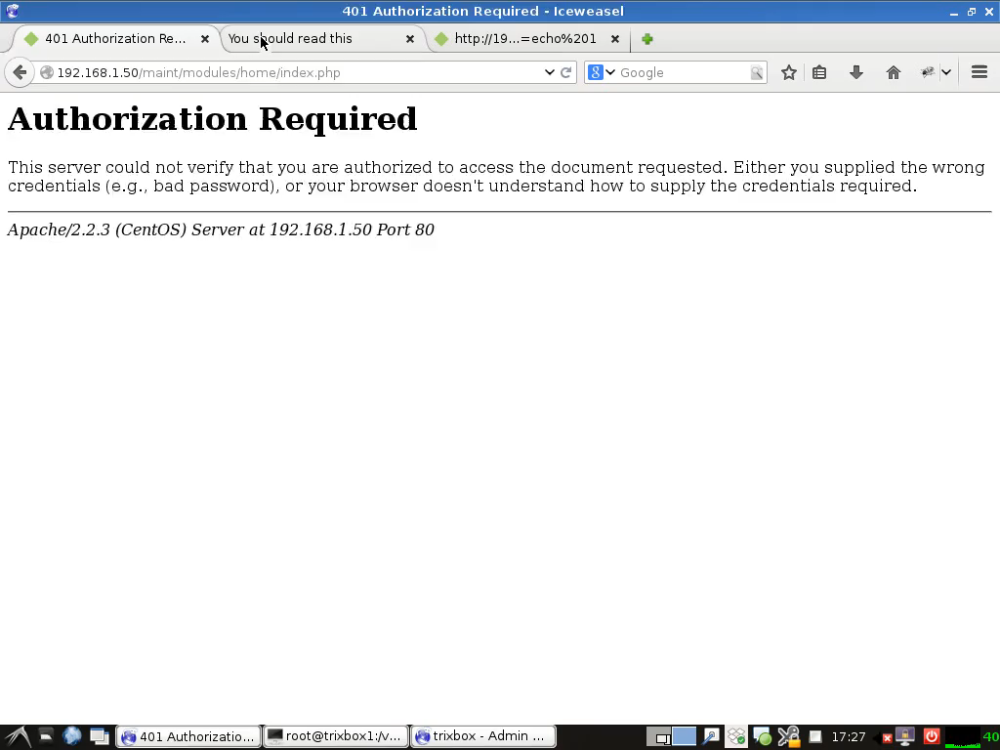 401 Authorization Required - Iceweasel
401 Authorization Re...
You should read this
http://19...=echo%201
192.168.1.50/maint/modules/home/index.php
8
Google
Authorization Required
This server could not verify that you are authorized to access the document requested. Either you supplied the wrong
credentials (e.g., bad password), or your browser doesn't understand how to supply the credentials required.
Apache/2.2.3 (CentOS) Server at 192.168.1.50 Port 80
401 Authorizatio...
root@trixbox1:/v...
trixbox - Admin ...
17:27
40